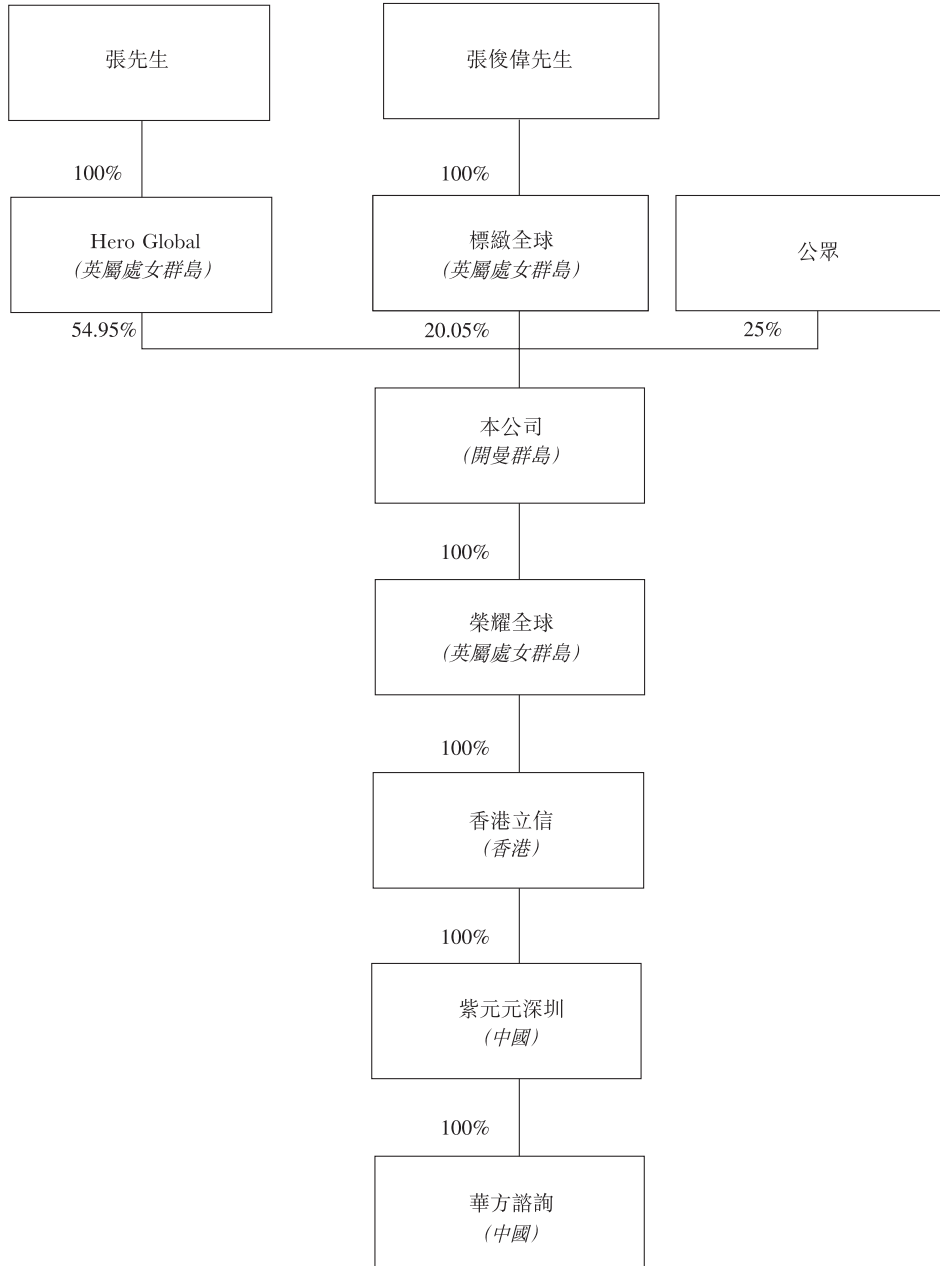 張先生
張俊偉先生
100%
100%
Hero Global
(英屬處女群島)
標緻全球
(英屬處女群島)
公眾
54.95%
20.05%
25%
本公司
(開曼群島)
100%
榮耀全球
(英屬處女群島)
100%
香港立信
(香港)
100%
紫元元深圳
(中國)
100%
華方諮詢
(中國)